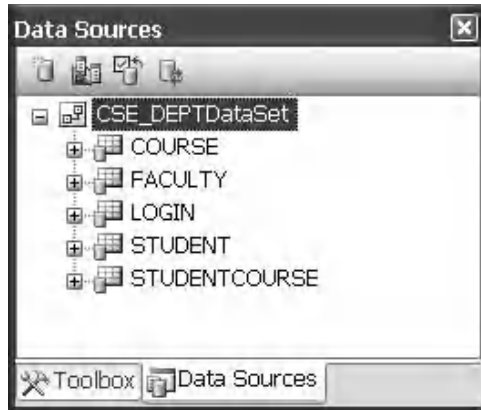 Data Sources
CSE_DEPTDataSet
COURSE
FACULTY
LOGIN
STUDENT
STUDENTCOURSE
Toolbox Data Sources